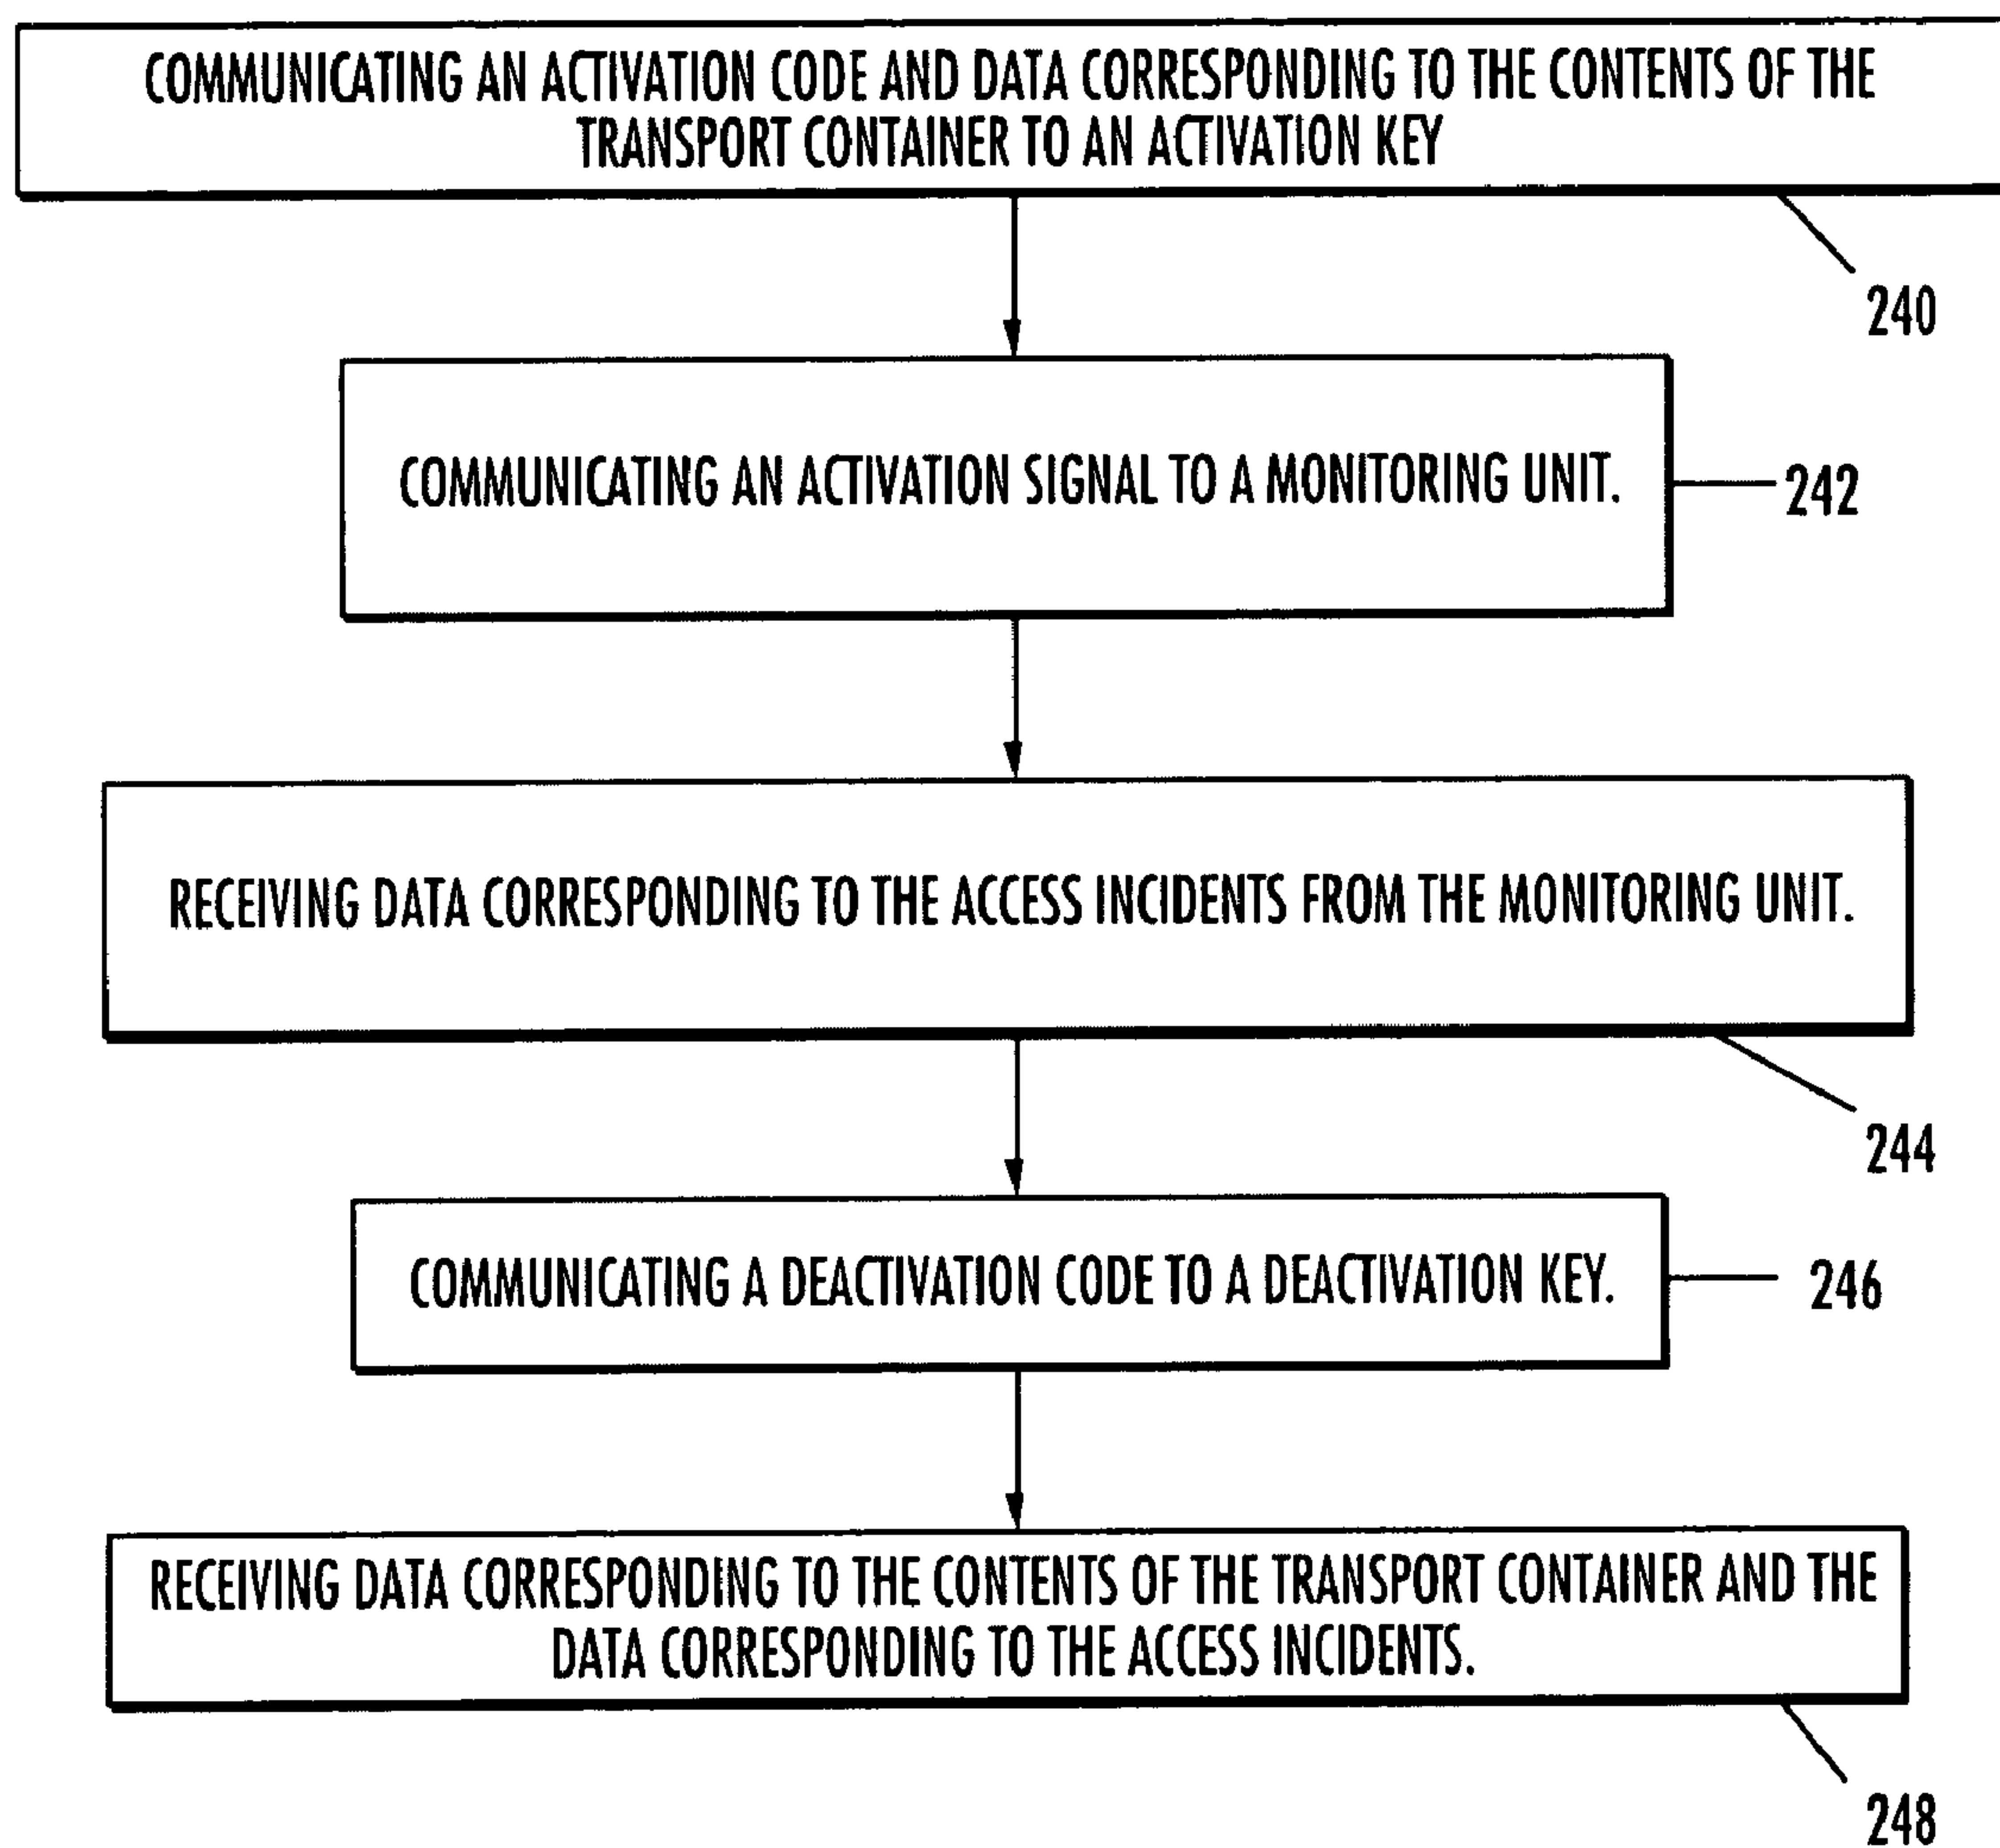 COMMUNICATING AN ACTIVATION CODE AND DATA CORRESPONDING TO THE CONTENTS OF THE
TRANSPORT CONTAINER TO AN ACTIVATION KEY
240
COMMUNICATING AN ACTIVATION SIGNAL TO A MONITORING UNIT.
242
RECEIVING DATA CORRESPONDING TO THE ACCESS INCIDENTS FROM THE MONITORING UNIT.
244
COMMUNICATING A DEACTIVATION CODE TO A DEACTIVATION KEY.
246
RECEIVING DATA CORRESPONDING TO THE CONTENTS OF THE TRANSPORT CONTAINER AND THE
DATA CORRESPONDING TO THE ACCESS INCIDENTS.
248